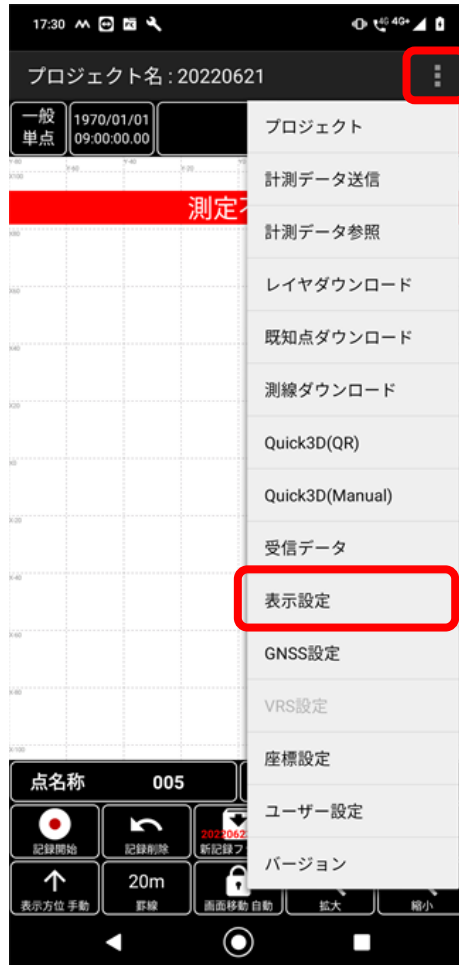 17:30
4G 4G+
プロジェクト名 : 20220621
一般
単点
1970/01/01
09:00:00.00
プロジェクト
計測データ送信
計測データ参照
レイヤダウンロード
既知点ダウンロード
測線ダウンロード
Quick3D(QR)
Quick3D(Manual)
受信データ
表示設定
GNSS設定
VRS設定
座標設定
ユーザー設定
バージョン
測定
点名称 005
記録開始
記録削除
2022062
新記録フ
表示方位 手動
20m
罫線
画面移動 自動
拡大
縮小